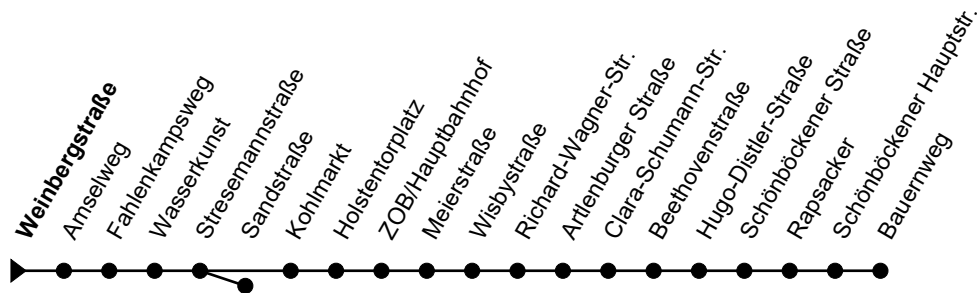 Weinbergstraße
Amselweg
Fahlenkampsweg
Wasserkunst
Stresemannstraße
Sandstraße
Kohlmarkt
Holstentorplatz
ZOB/Hauptbahnhof
Meierstraße
Wisbystraße
Richard-Wagner-Str.
Artlenburger Straße
Clara-Schumann-Str.
Beethovenstraße
Hugo-Distler-Straße
Schönböckener Straße
Rapsacker
Schönböckener Hauptstr.
Bauernweg